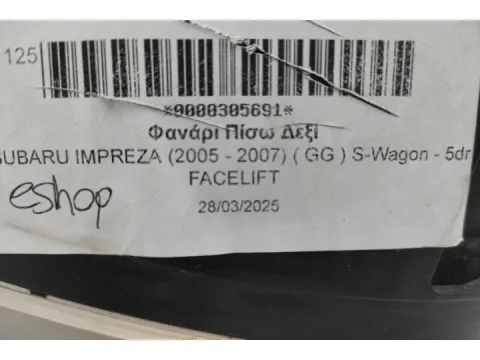 125
*0000305691*
Φανάρι Πίσω Δεξί
SUBARU IMPREZA (2005 - 2007) ( GG ) S-Wagon - 5dr
FACELIFT
eshop
28/03/2025